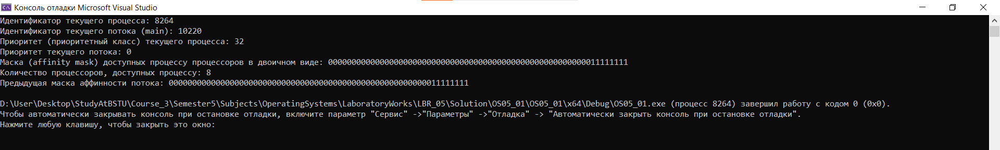 Консоль отладки Microsoft Visual Studio
Идентификатор текущего процесса: 8264
Идентификатор текущего потока (main): 10220
Приоритет (приоритетный класс) текущего процесса: 32
Приоритет текущего потока: 0
Маска (affinity mask) доступных процессу процессоров в двоичном виде: 0000000000000000000000000000000000000000000000000000000011111111
Количество процессоров, доступных процессу: 8
Предыдущая маска аффинности потока: 0000000000000000000000000000000000000000000000000000000011111111
D:\User\Desktop\StudyAtBSTU\Course_3\Semester5\Subjects\OperatingSystems\LaboratoryWorks\LBR_05\Solution\OS05_01\OS05_01\x64\Debug\OS05_01.exe (процесс 8264) завершил работу с кодом 0 (0x0).
Чтобы автоматически закрывать консоль при остановке отладки, включите параметр "Сервис" ->"Параметры" ->"Отладка" -> "Автоматически закрыть консоль при остановке отладки".
Нажмите любую клавишу, чтобы закрыть это окно: